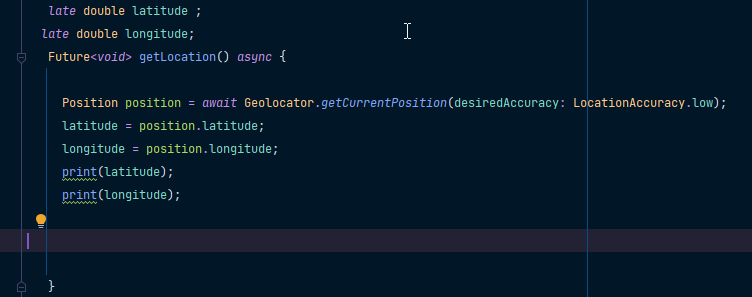 late double latitude ;
late double longitude;
Future<void> getLocation() async {
Position position = await Geolocator.getCurrentPosition(desiredAccuracy: LocationAccuracy.low);
latitude = position.latitude;
longitude = position.longitude;
print(latitude);
print(longitude);
}